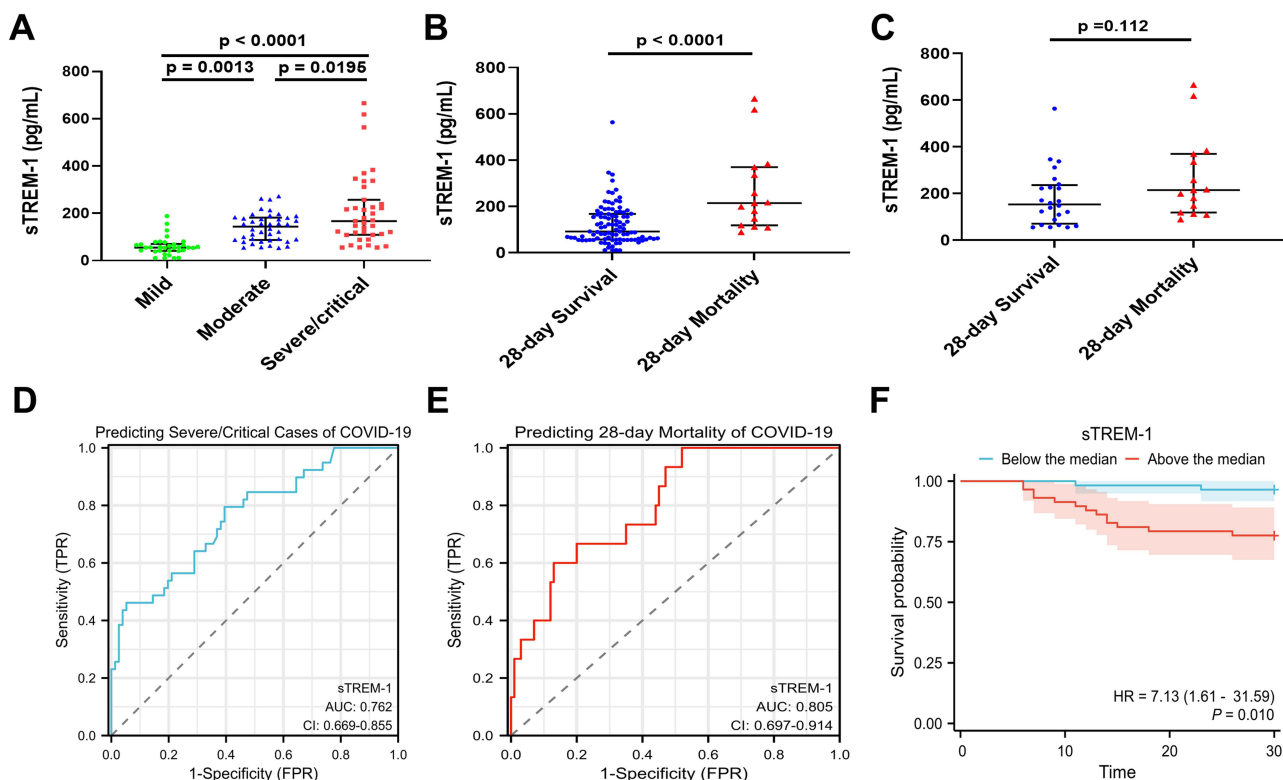 A
p < 0.0001
p = 0.0013
p = 0.0195
sTREM-1 (pg/mL)
800
600
400
200
0
Mild
Moderate
Severe/critical
B
p < 0.0001
sTREM-1 (pg/mL)
800
600
400
200
0
28-day Survival
28-day Mortality
C
p =0.112
sTREM-1 (pg/mL)
800
600
400
200
0
28-day Survival
28-day Mortality
D
Predicting Severe/Critical Cases of COVID-19
Sensitivity (TPR)
1.0
0.8
0.6
0.4
0.2
0.0
sTREM-1
AUC: 0.762
CI: 0.669-0.855
0.0 0.2 0.4 0.6 0.8 1.0
1-Specificity (FPR)
E
Predicting 28-day Mortality of COVID-19
Sensitivity (TPR)
1.0
0.8
0.6
0.4
0.2
0.0
sTREM-1
AUC: 0.805
CI: 0.697-0.914
0.0 0.2 0.4 0.6 0.8 1.0
1-Specificity (FPR)
F
sTREM-1
Below the median Above the median
Survival probability
1.00
0.75
0.50
0.25
0.00
HR = 7.13 (1.61 - 31.59)
P = 0.010
0 10 20 30
Time